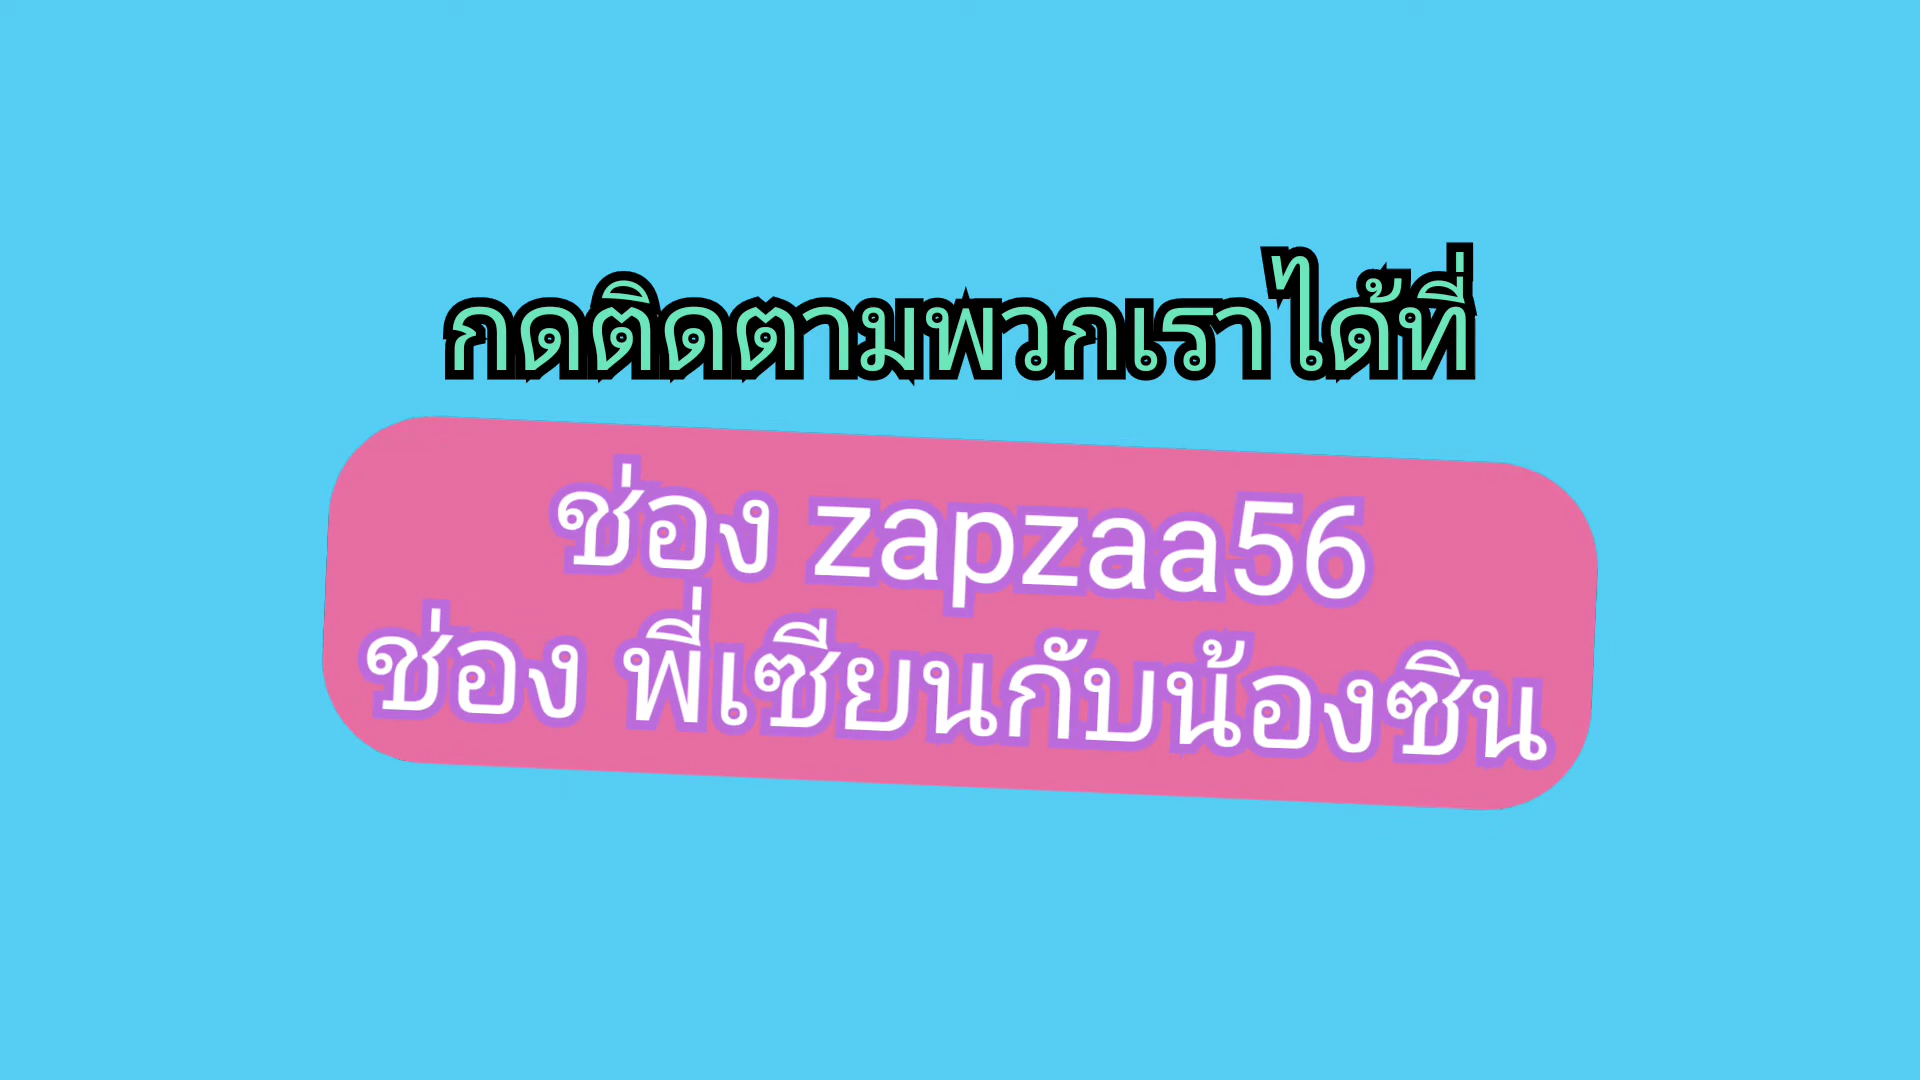 กดติดตามพวกเราได้ที่
ช่อง zapzaa56
ช่อง พี่เซียนกับน้องซิน